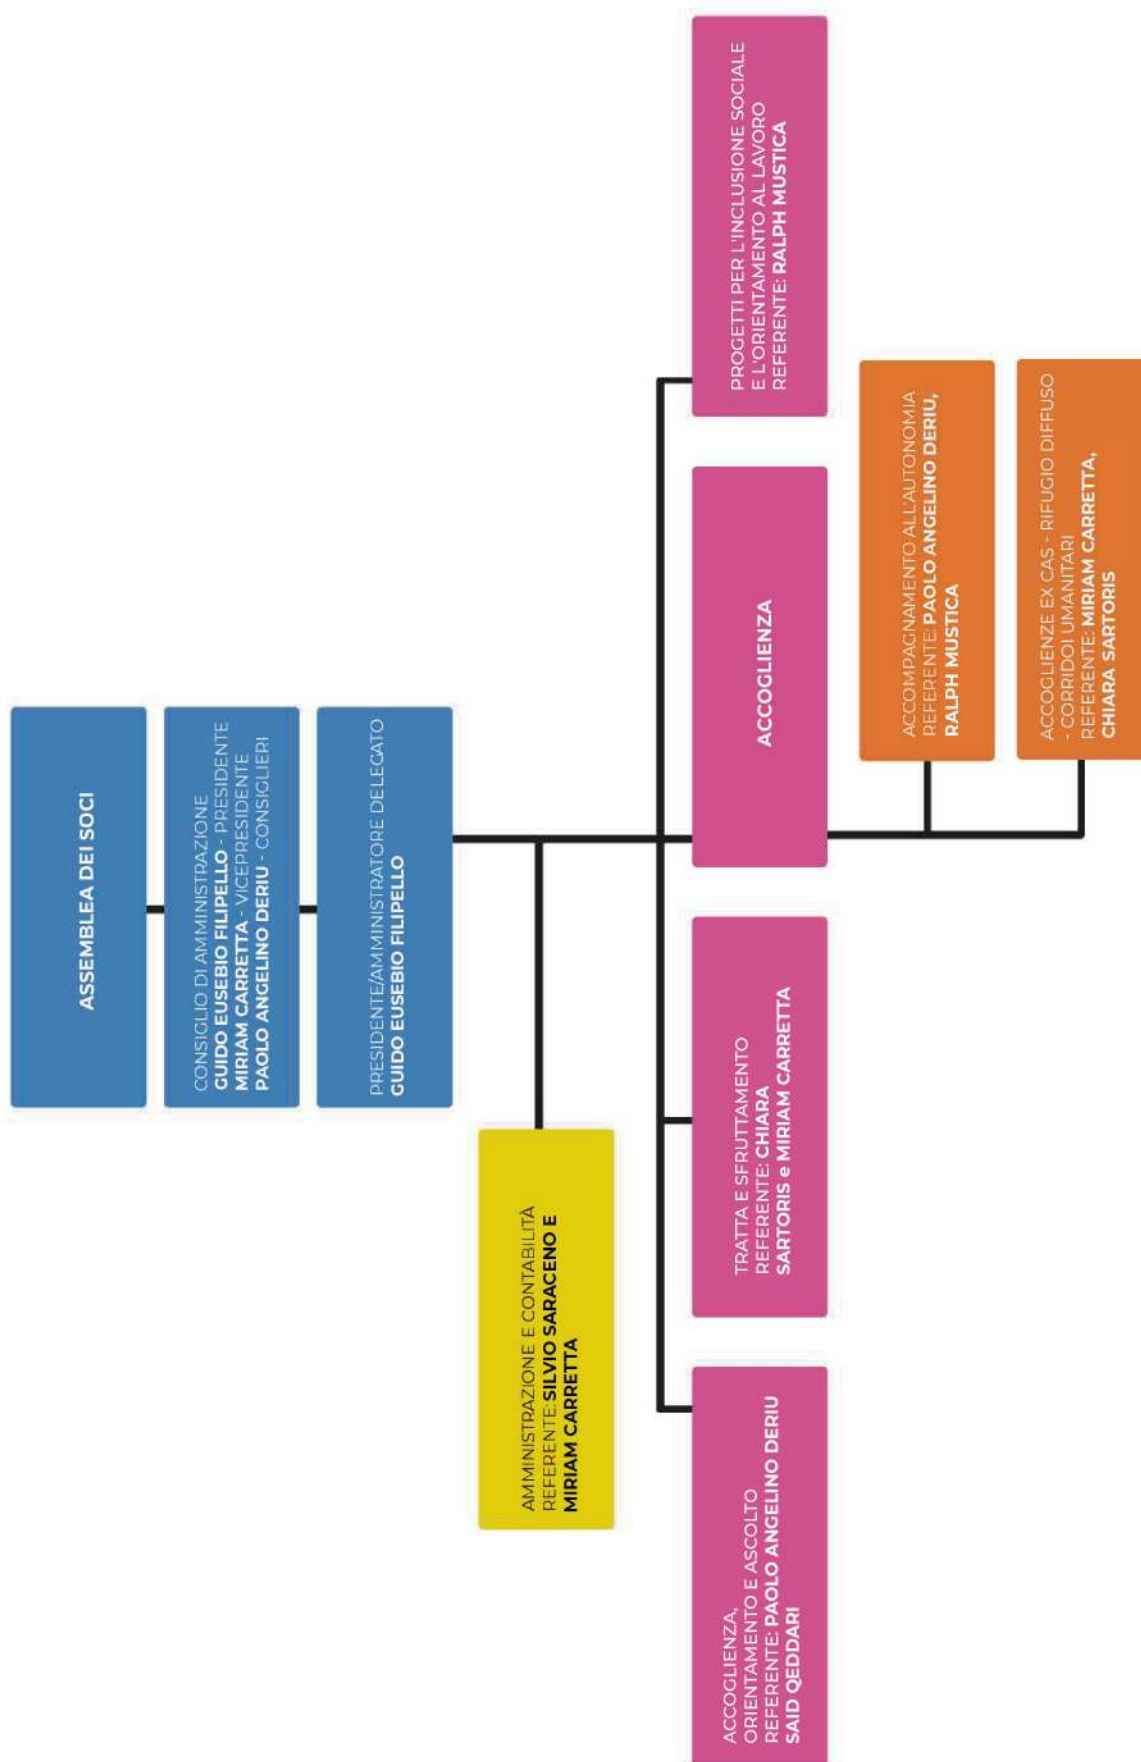 ASSEMBLEA DEI SOCI
CONSIGLIO DI AMMINISTRAZIONE
GUIDO EUSEBIO FILIPELLO - PRESIDENTE
MIRIAM CARRETTA - VICEPRESIDENTE
PAOLO ANGELINO DERIU - CONSIGLIERI
PRESIDENTE/AMMINISTRATORE DELEGATO
GUIDO EUSEBIO FILIPELLO
AMMINISTRAZIONE E CONTABILITÀ
REFERENTE: SILVIO SARACENO E
MIRIAM CARRETTA
ACCOGLIENZA,
ORIENTAMENTO E ASCOLTO
REFERENTE: PAOLO ANGELINO DERIU
SAID QEDDARI
TRATTA E SFRUTTAMENTO
REFERENTE: CHIARA
SARTORIS e MIRIAM CARRETTA
ACCOGLIENZA
PROGETTI PER L'INCLUSIONE SOCIALE
E L'ORIENTAMENTO AL LAVORO
REFERENTE: RALPH MUSTICA
ACCOMPAGNAMENTO ALL'AUTONOMIA
REFERENTE: PAOLO ANGELINO DERIU,
RALPH MUSTICA
ACCOGLIENZE EX CAS - RIFUGIO DIFFUSO
- CORRIDOI UMANITARI
REFERENTE: MIRIAM CARRETTA,
CHIARA SARTORIS